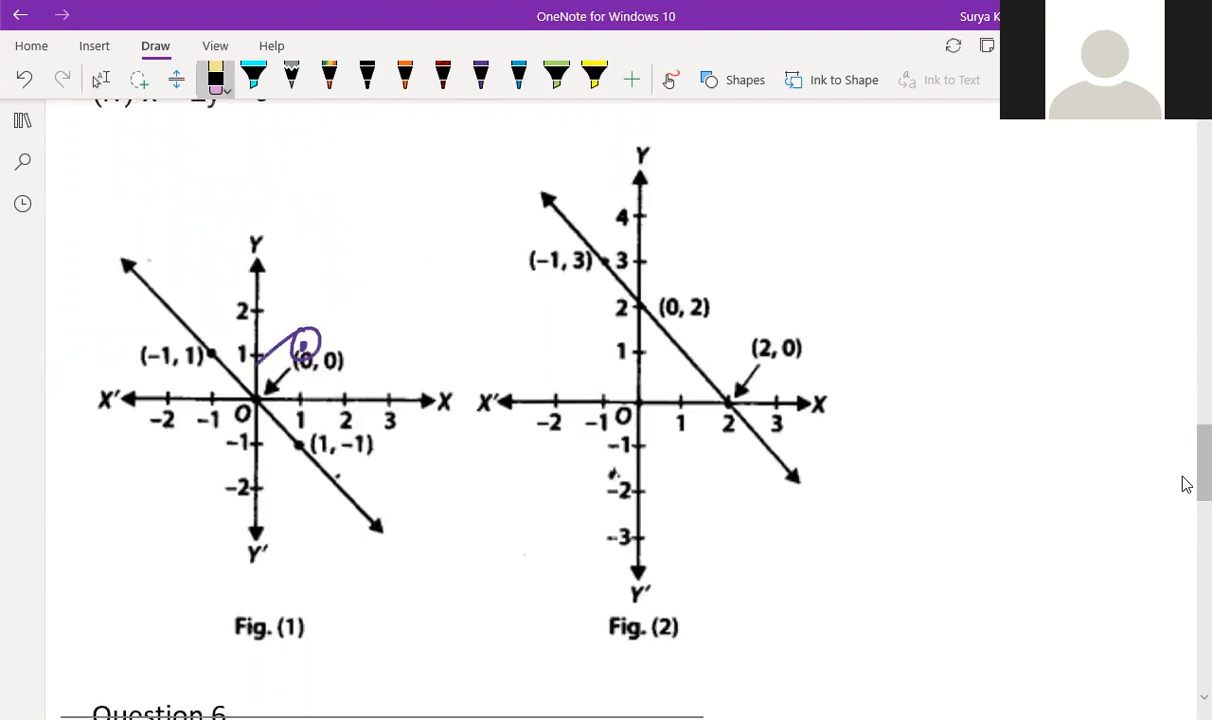 OneNote for Windows 10
Surya K
Home Insert Draw View Help
Shapes Ink to Shape Ink to Text
Y
4
(−1, 3) 3
2 (0, 2)
1
(2, 0)
X′ −2 −1 O 1 2 3 X
−1
−2
−3
Y′
Fig. (2)
Y
2
(−1, 1) 1
(0, 0)
X′ −2 −1 O 1 2 3 X
−1 (1, −1)
−2
Y′
Fig. (1)
Question 6